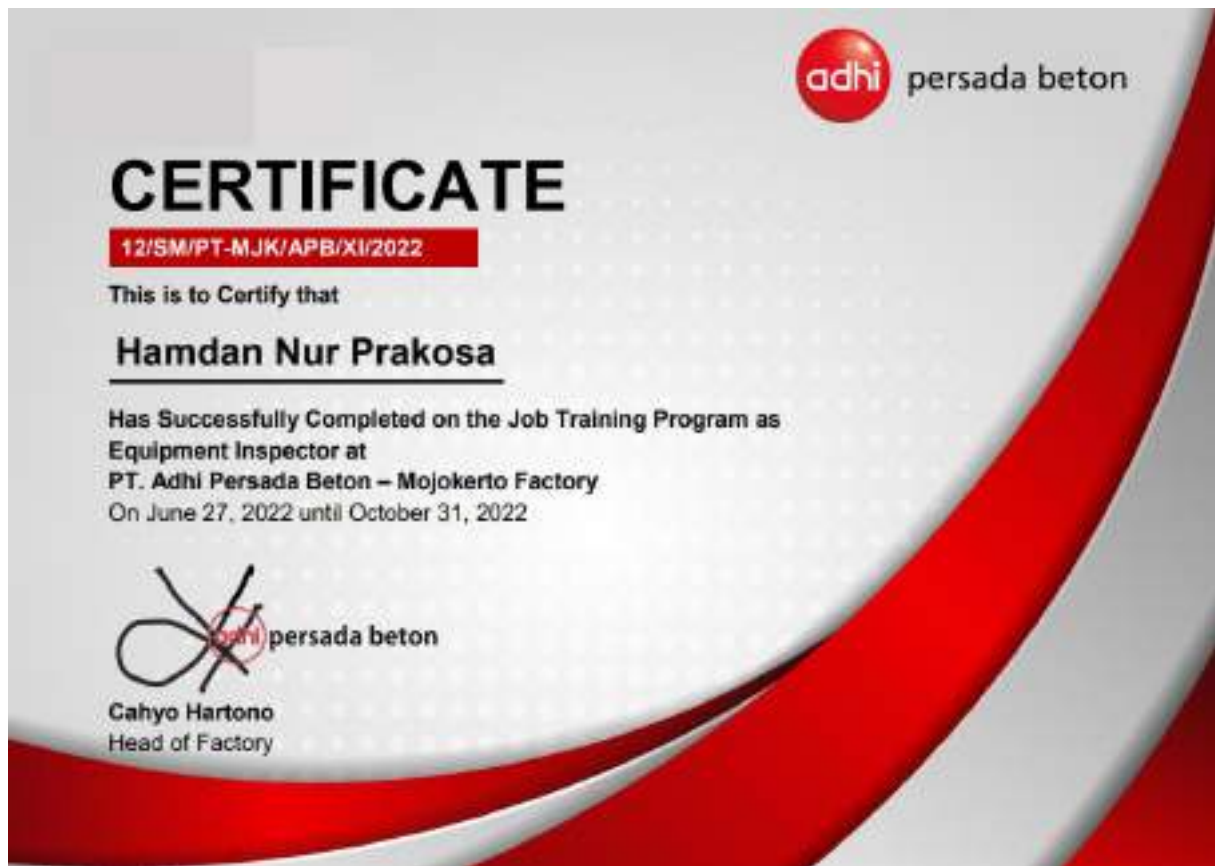 adhi persada beton
CERTIFICATE
12/SM/PT-MJK/APB/XI/2022
This is to Certify that
Hamdan Nur Prakosa
Has Successfully Completed on the Job Training Program as
Equipment Inspector at
PT. Adhi Persada Beton – Mojokerto Factory
On June 27, 2022 until October 31, 2022
adhi persada beton
Cahyo Hartono
Head of Factory